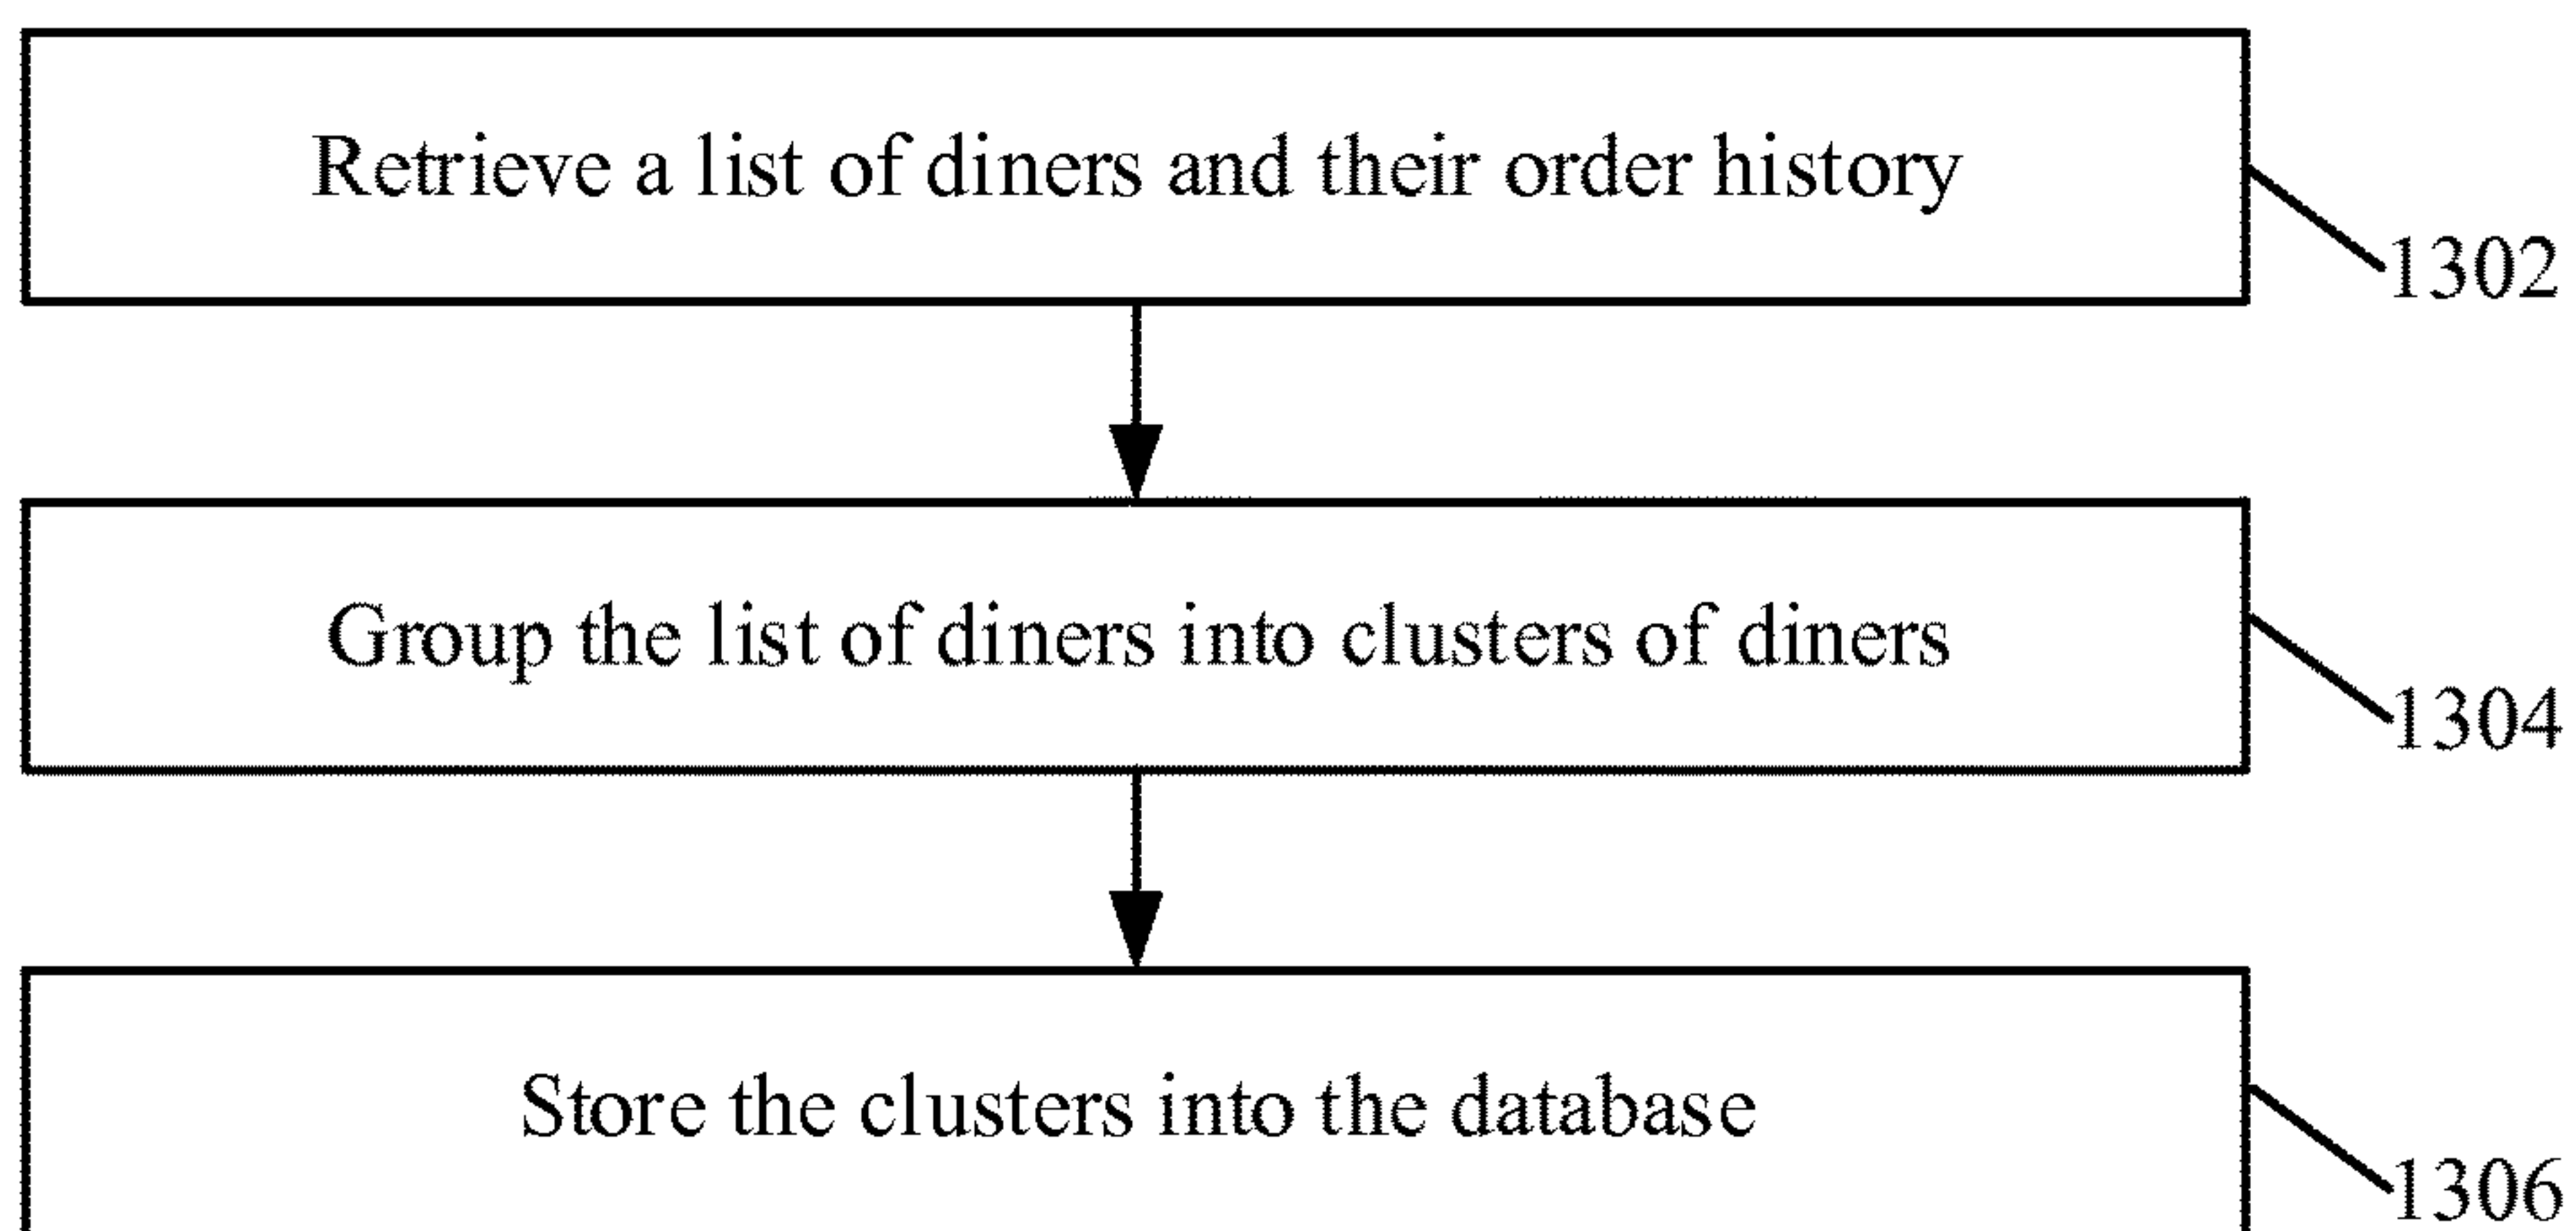 Retrieve a list of diners and their order history
1302
Group the list of diners into clusters of diners
1304
Store the clusters into the database
1306